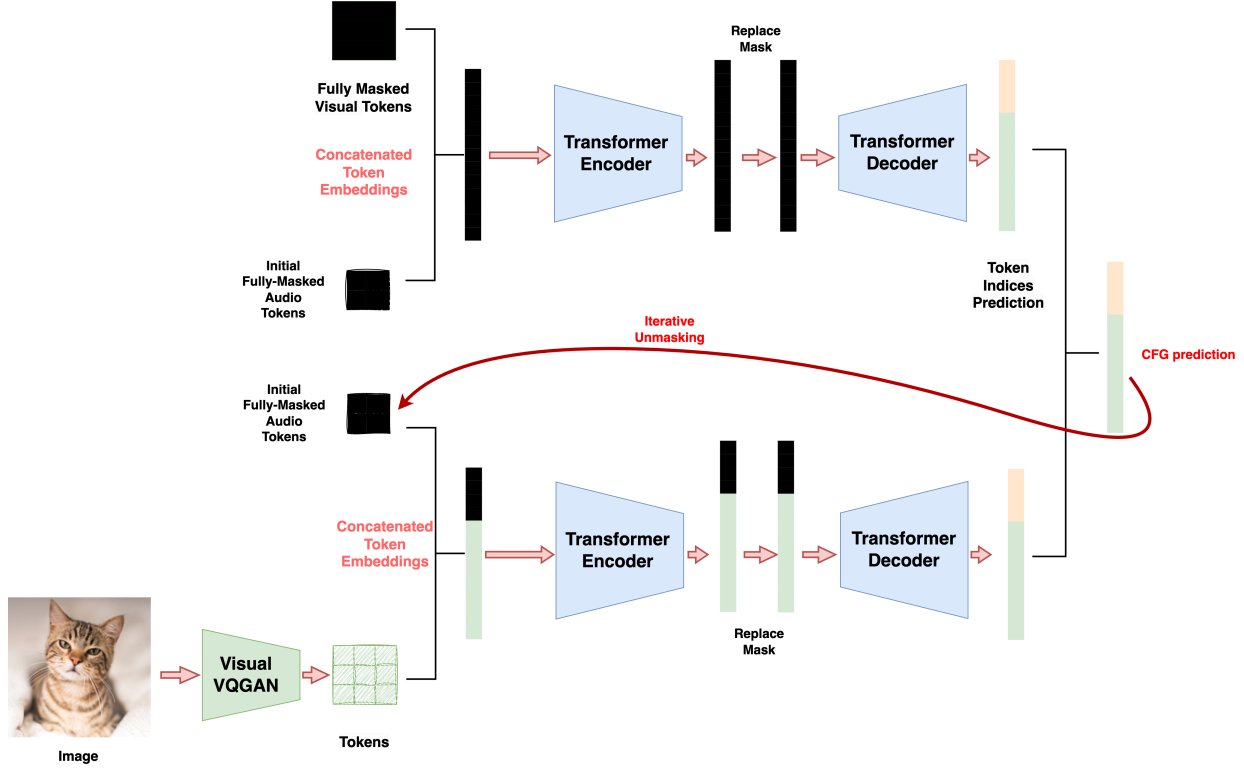 Replace
Mask
Fully Masked
Visual Tokens
Transformer
Encoder
Transformer
Decoder
Concatenated
Token
Embeddings
Initial
Fully-Masked
Audio
Tokens
Token
Indices
Prediction
Iterative
Unmasking
CFG prediction
Initial
Fully-Masked
Audio
Tokens
Concatenated
Token
Embeddings
Transformer
Encoder
Transformer
Decoder
Replace
Mask
Visual
VQGAN
Tokens
Image